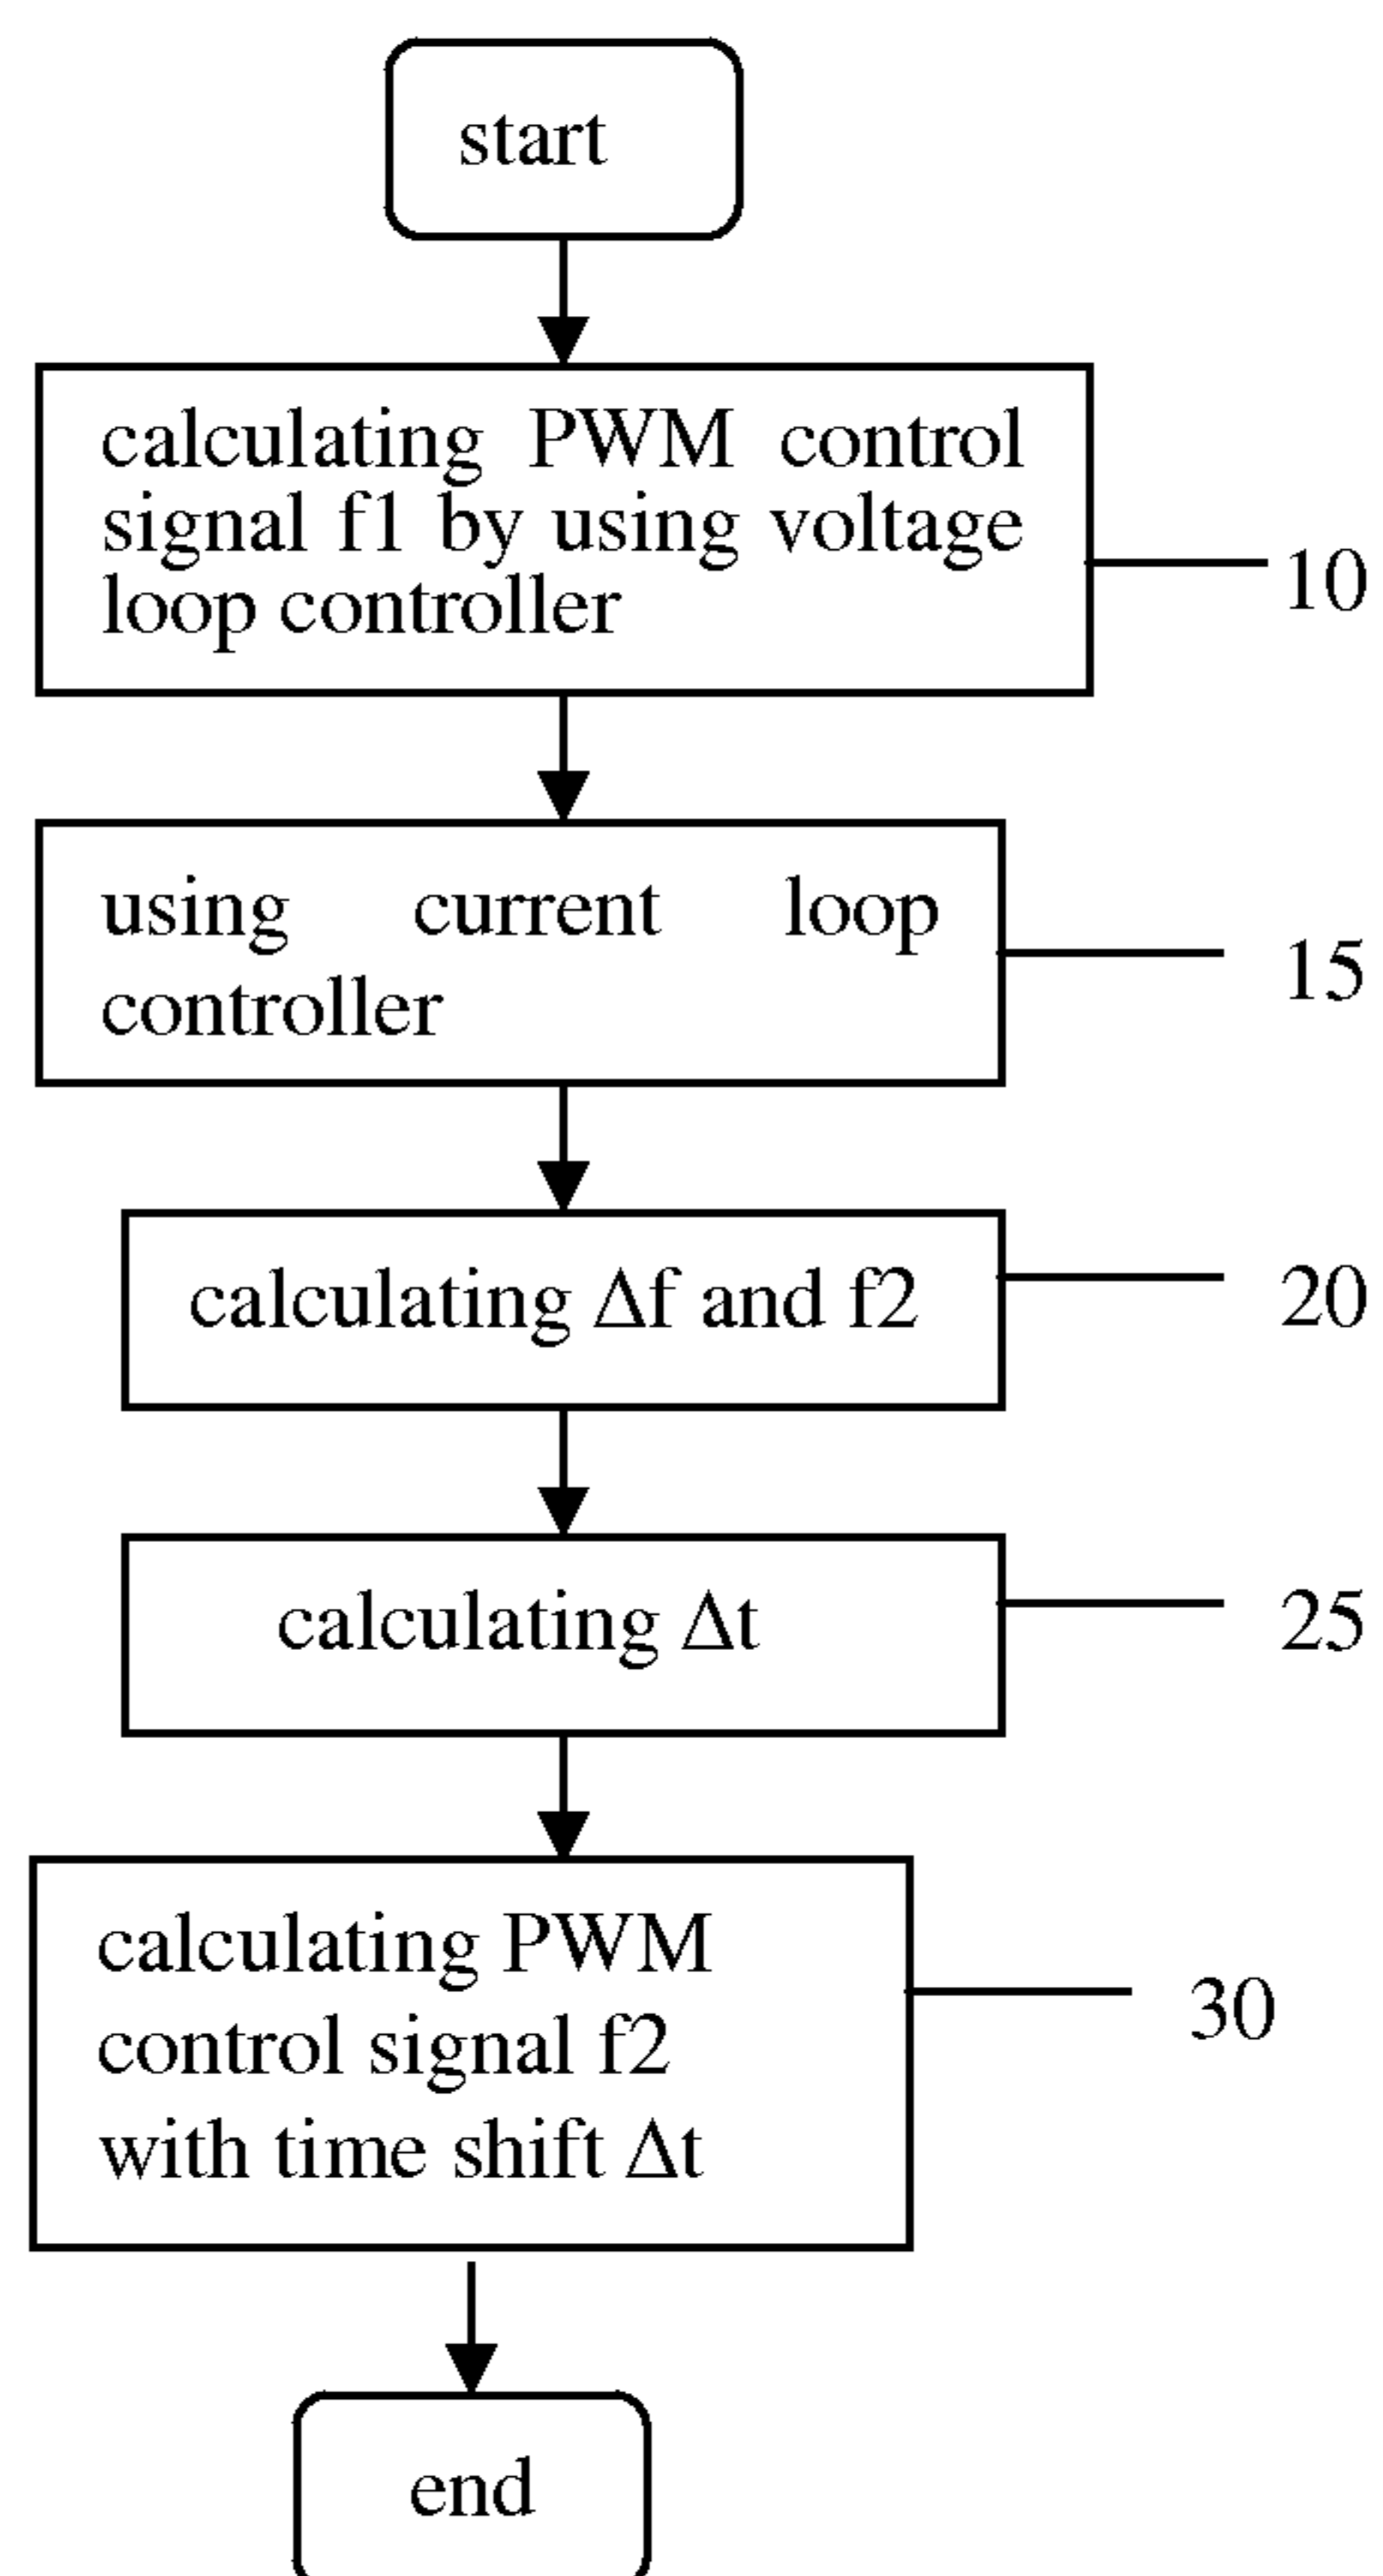 start
calculating PWM control
signal f1 by using voltage
loop controller
10
using current loop
controller
15
calculating Δf and f2
20
calculating Δt
25
calculating PWM
control signal f2
with time shift Δt
30
end